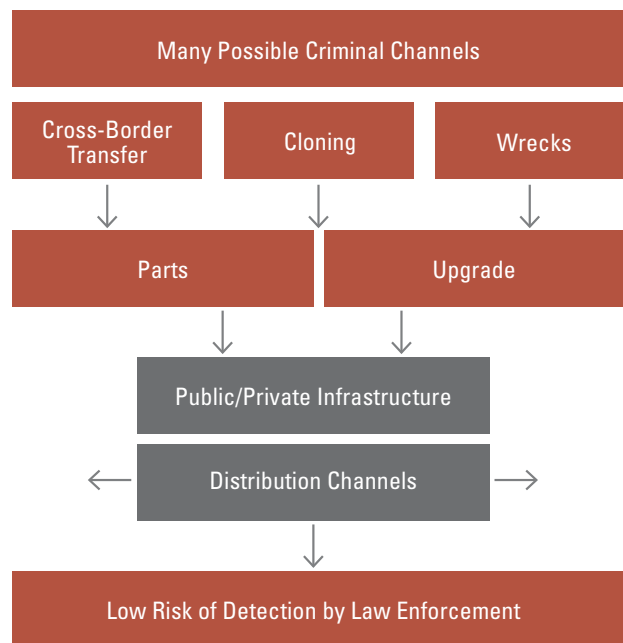 Many Possible Criminal Channels
Cross-Border
Transfer
Cloning
Wrecks
Parts
Upgrade
Public/Private Infrastructure
Distribution Channels
Low Risk of Detection by Law Enforcement